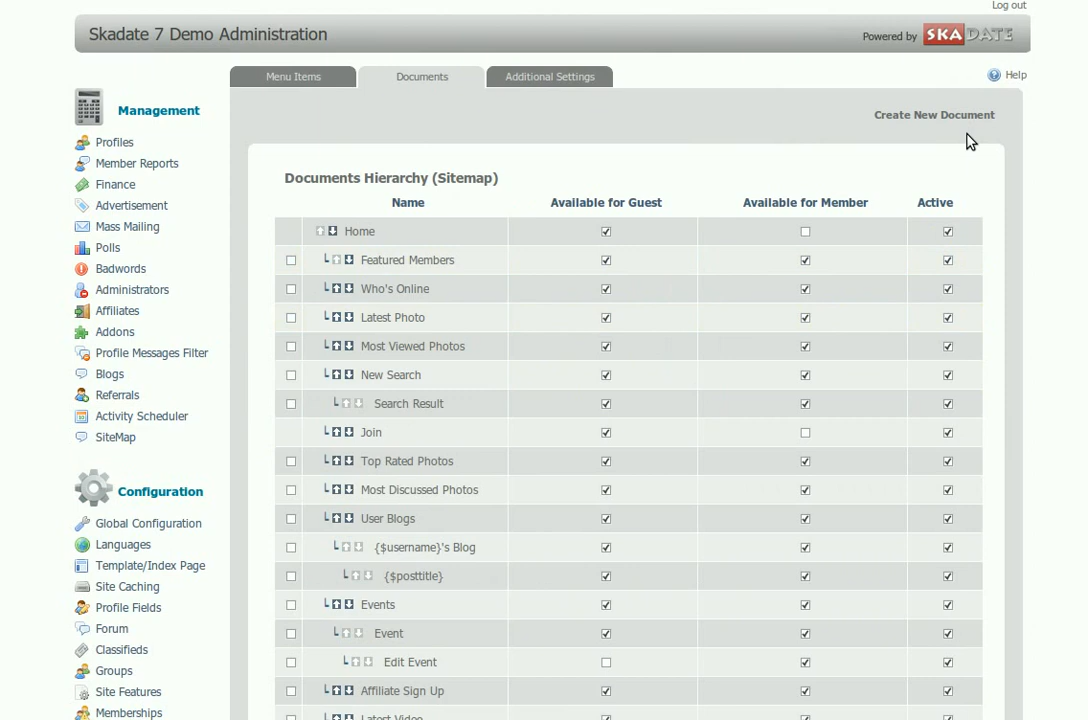 Log out
Skadate 7 Demo Administration
Powered by SKADATE
Menu Items
Documents
Additional Settings
Help
Create New Document
Management
Profiles
Member Reports
Finance
Advertisement
Mass Mailing
Polls
Badwords
Administrators
Affiliates
Addons
Profile Messages Filter
Blogs
Referrals
Activity Scheduler
SiteMap
Configuration
Global Configuration
Languages
Template/Index Page
Site Caching
Profile Fields
Forum
Classifieds
Groups
Site Features
Memberships
Documents Hierarchy (Sitemap)
Name Available for Guest Available for Member Active
Home
Featured Members
Who's Online
Latest Photo
Most Viewed Photos
New Search
Search Result
Join
Top Rated Photos
Most Discussed Photos
User Blogs
{$username}'s Blog
{$posttitle}
Events
Event
Edit Event
Affiliate Sign Up
Latest Video